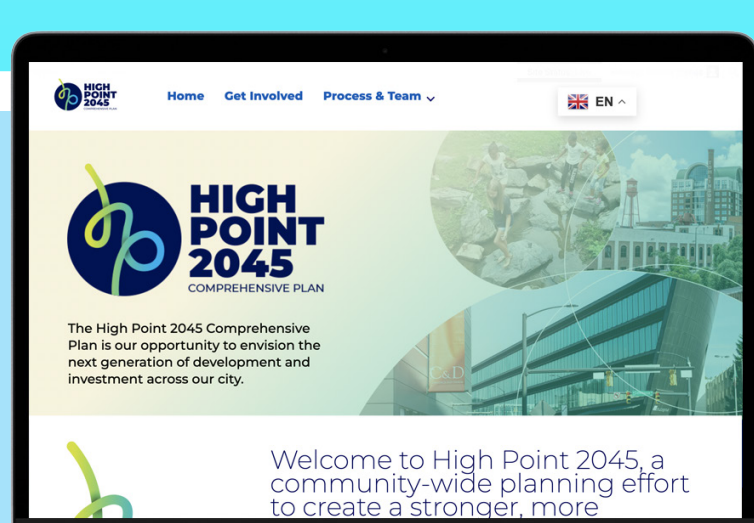 HIGH
POINT
2045
COMPREHENSIVE PLAN
Home Get Involved Process & Team
EN
HIGH
POINT
2045
COMPREHENSIVE PLAN
The High Point 2045 Comprehensive
Plan is our opportunity to envision the
next generation of development and
investment across our city.
C&D
Welcome to High Point 2045, a
community-wide planning effort
to create a stronger, more